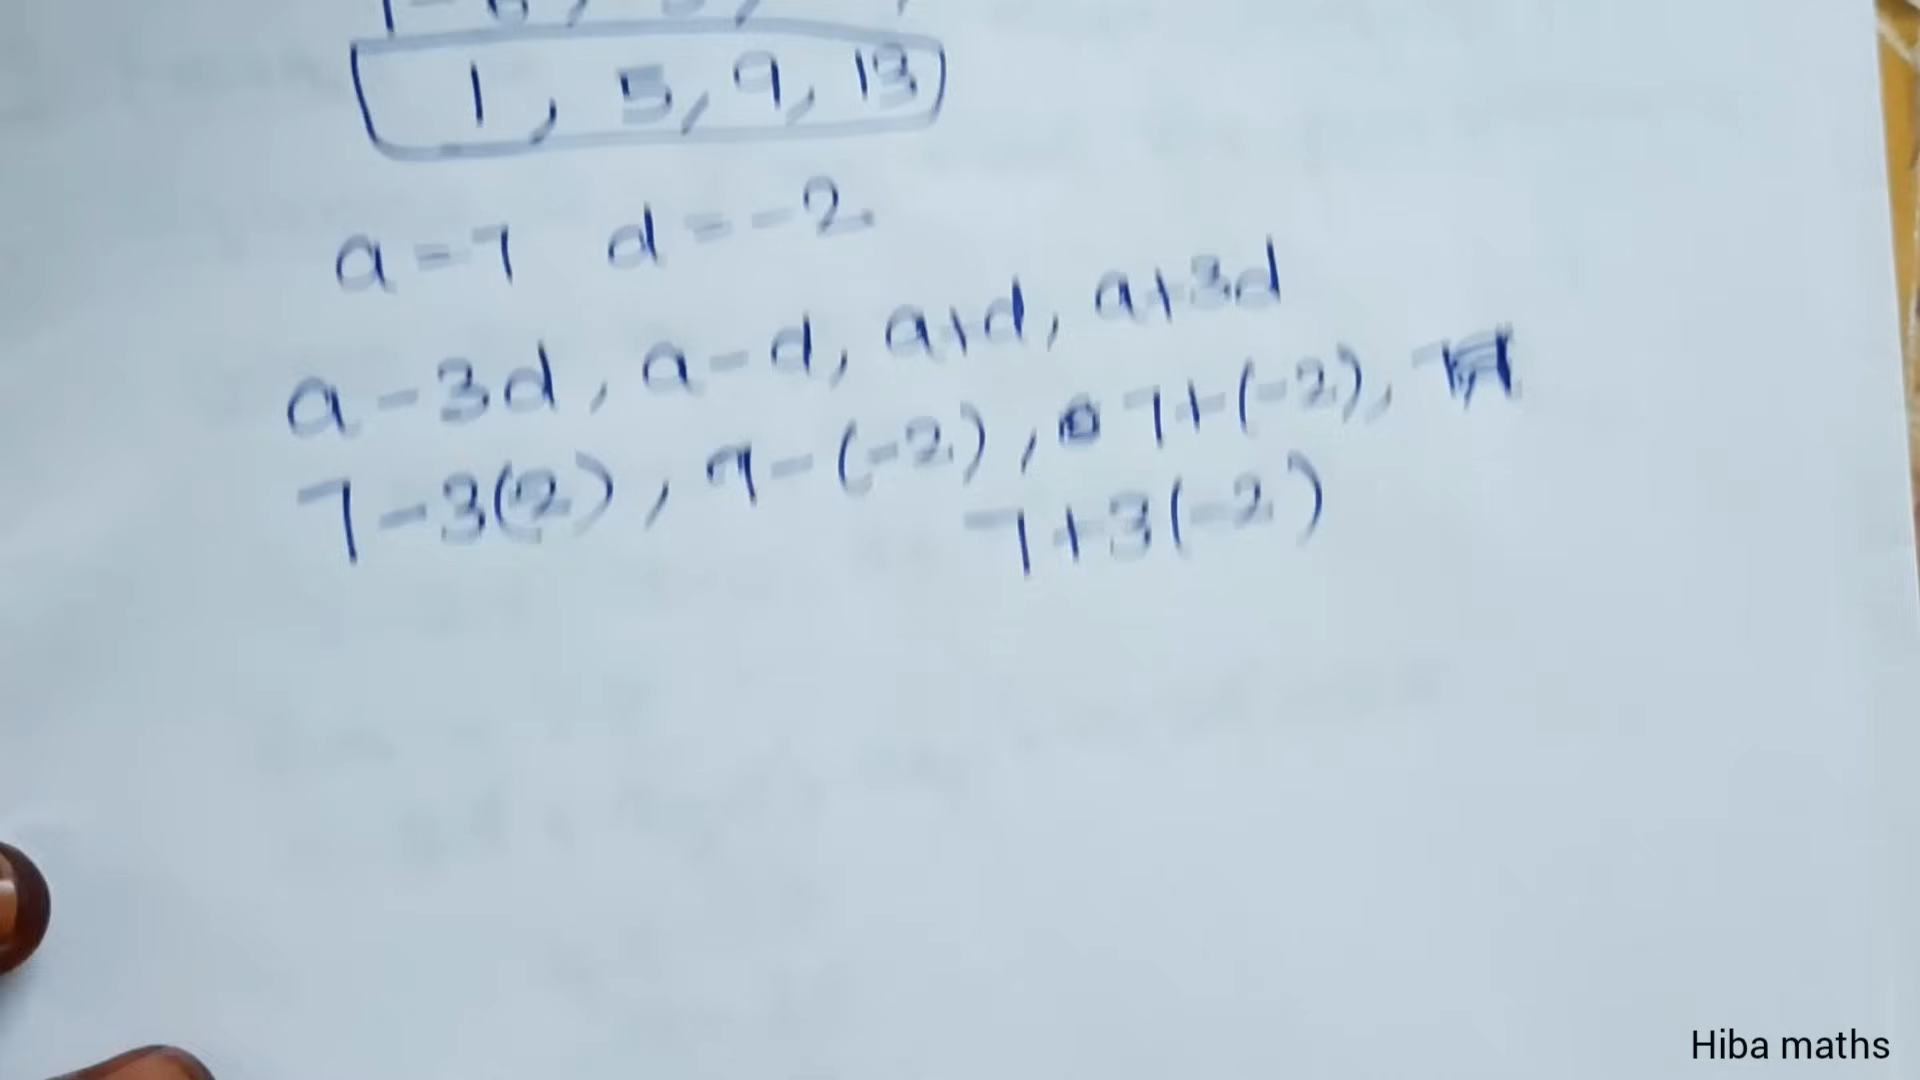 1, 5, 9, 13
a = 7 d = -2
a - 3d, a - d, a+d, a+3d
7 - 3(2), 7 - (-2), 7+(-2),
7+3(-2)
Hiba maths